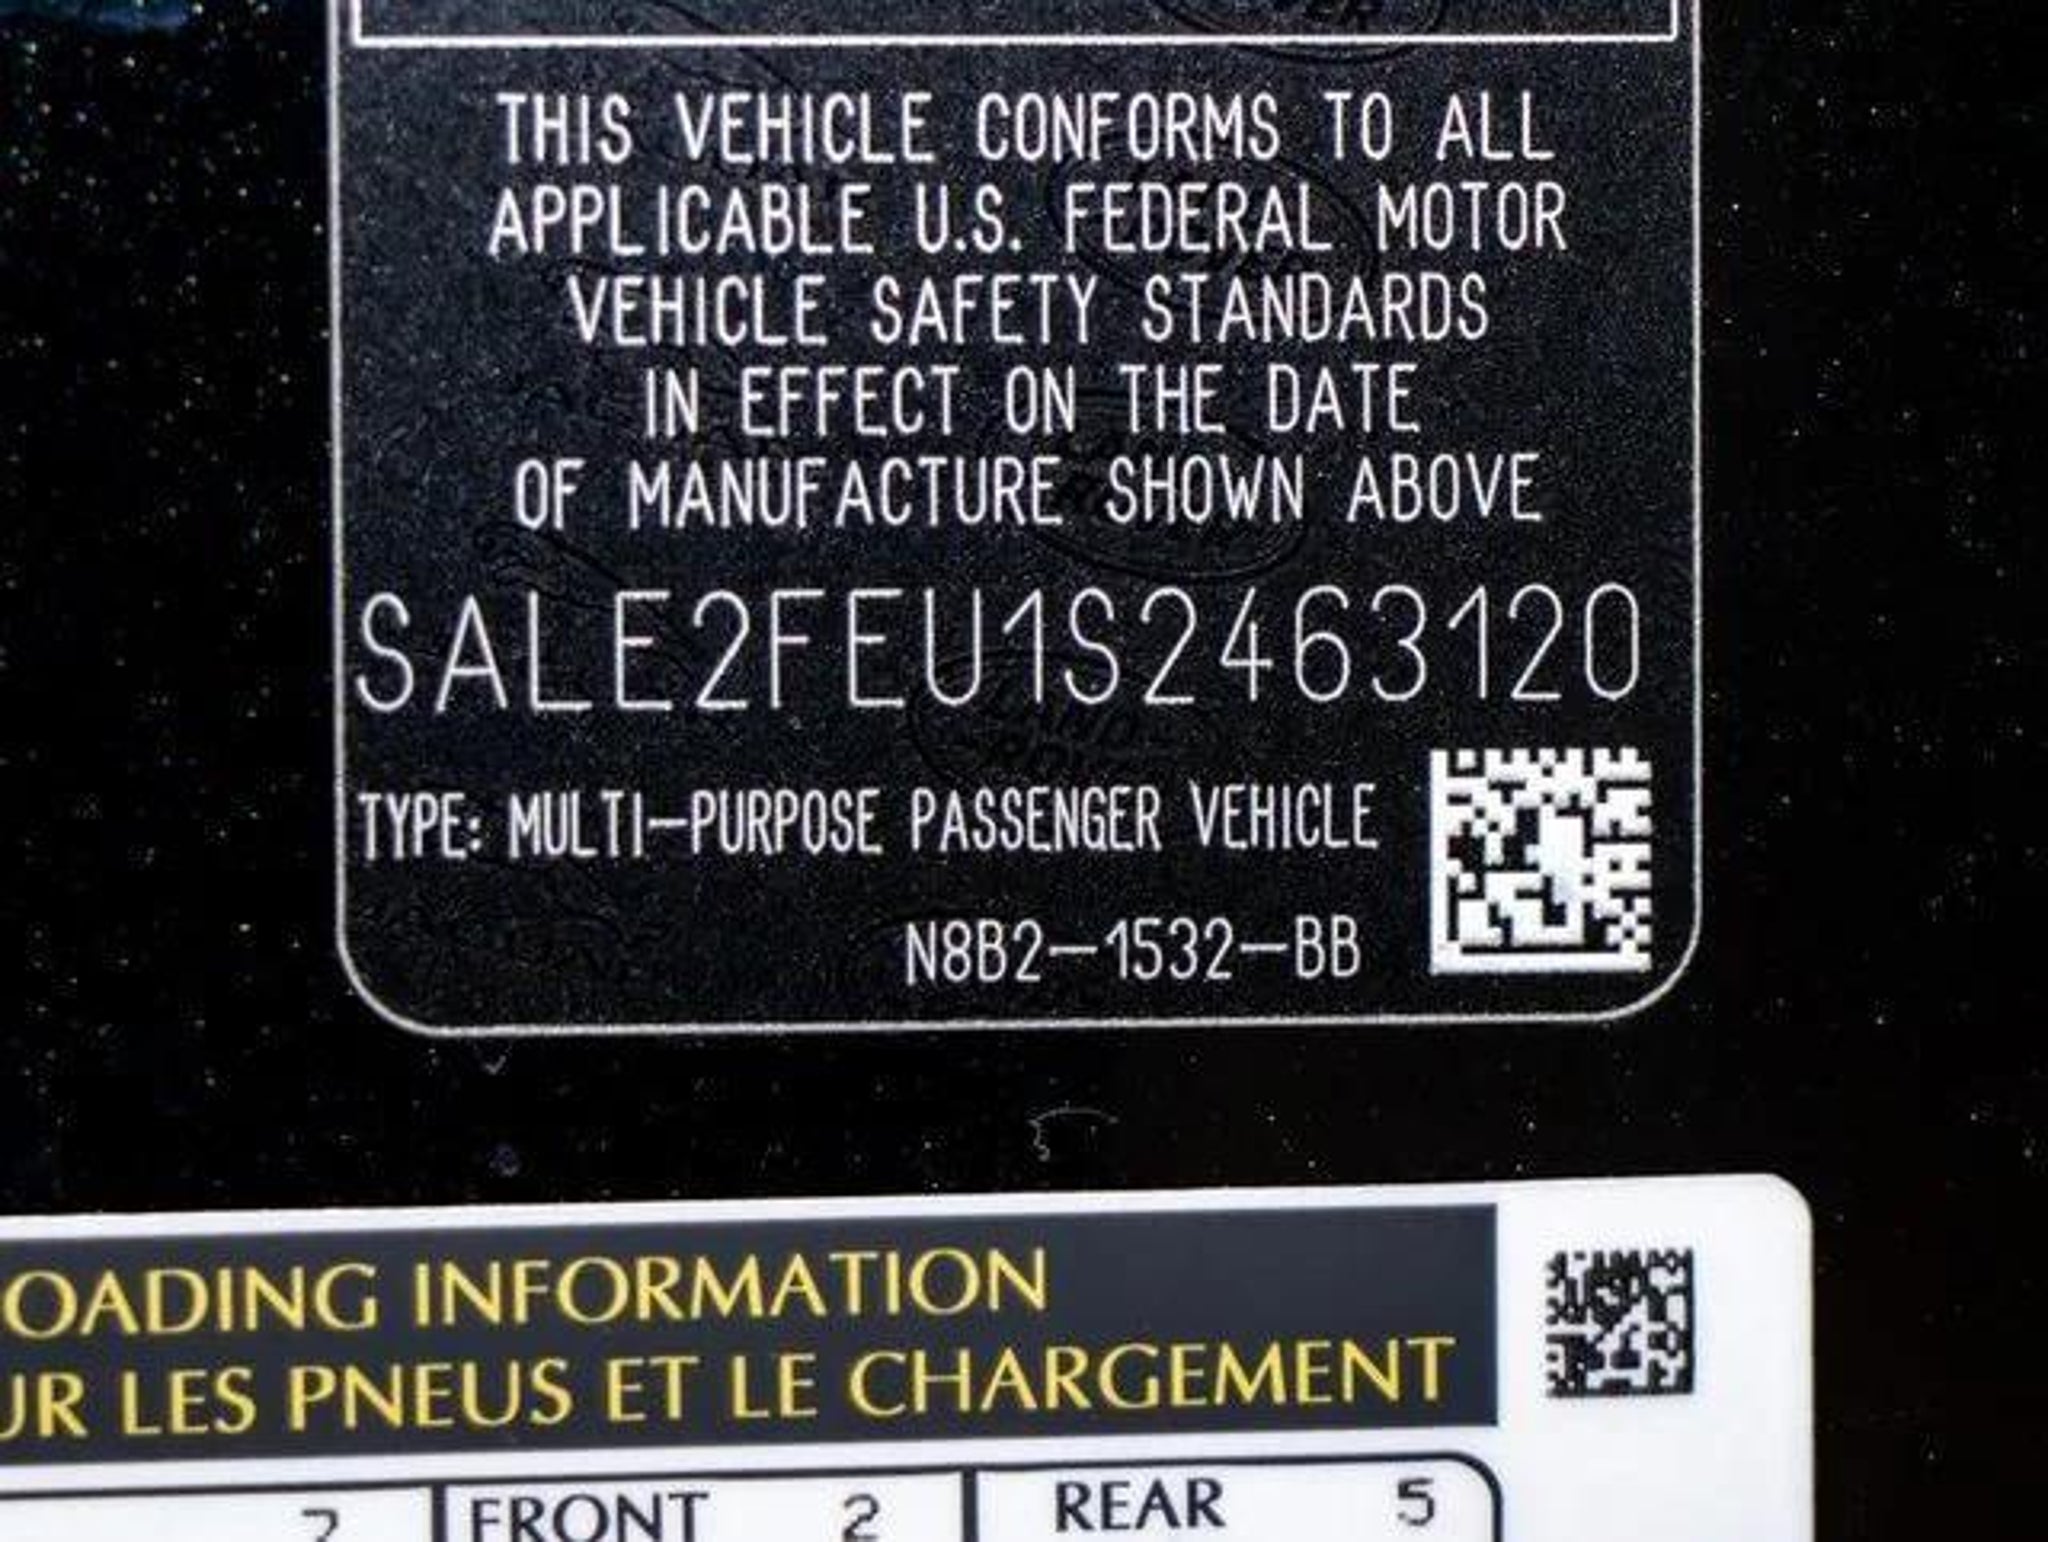 THIS VEHICLE CONFORMS TO ALL
APPLICABLE U.S. FEDERAL MOTOR
VEHICLE SAFETY STANDARDS
IN EFFECT ON THE DATE
OF MANUFACTURE SHOWN ABOVE
SALE2FEU1S2463120
TYPE: MULTI-PURPOSE PASSENGER VEHICLE
N8B2-1532-BB
OADING INFORMATION
UR LES PNEUS ET LE CHARGEMENT
7 FRONT 2 REAR 5